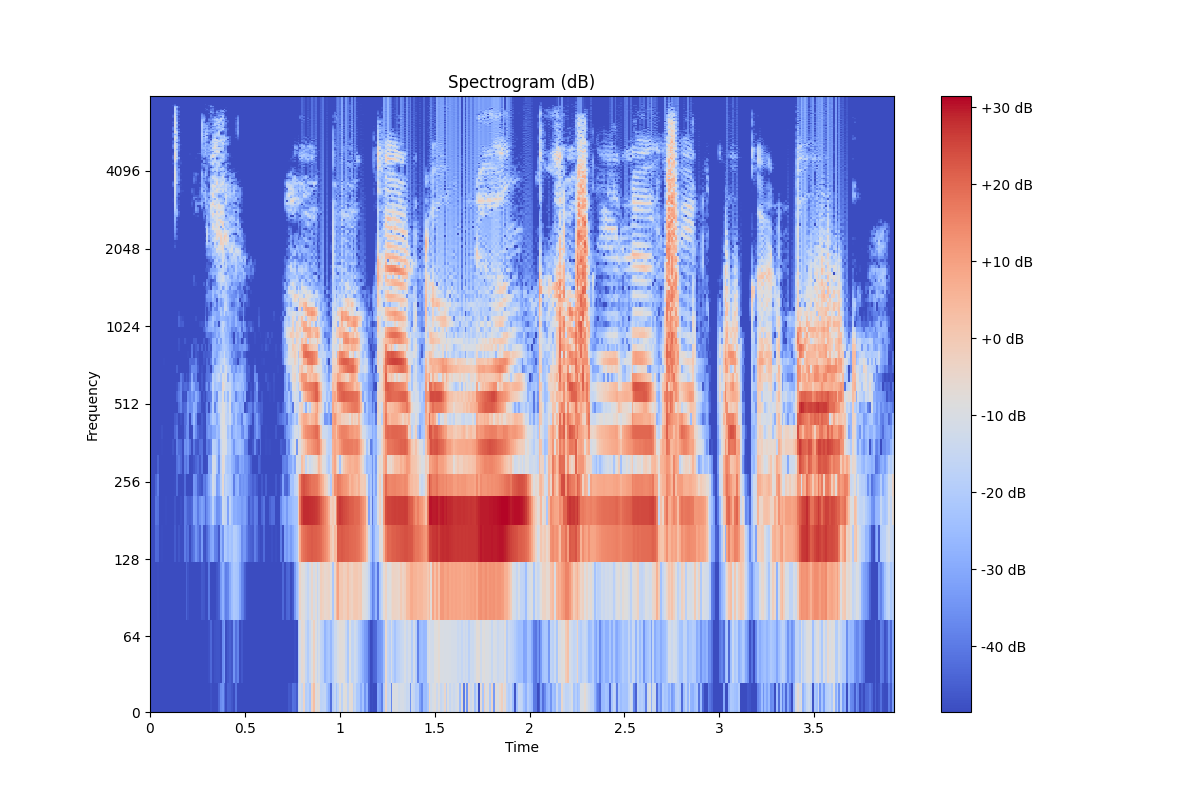 Spectrogram (dB)
+30 dB
+20 dB
+10 dB
+0 dB
-10 dB
-20 dB
-30 dB
-40 dB
4096
2048
1024
512
256
128
64
0
Frequency
0
0.5
1
1.5
2
2.5
3
3.5
Time